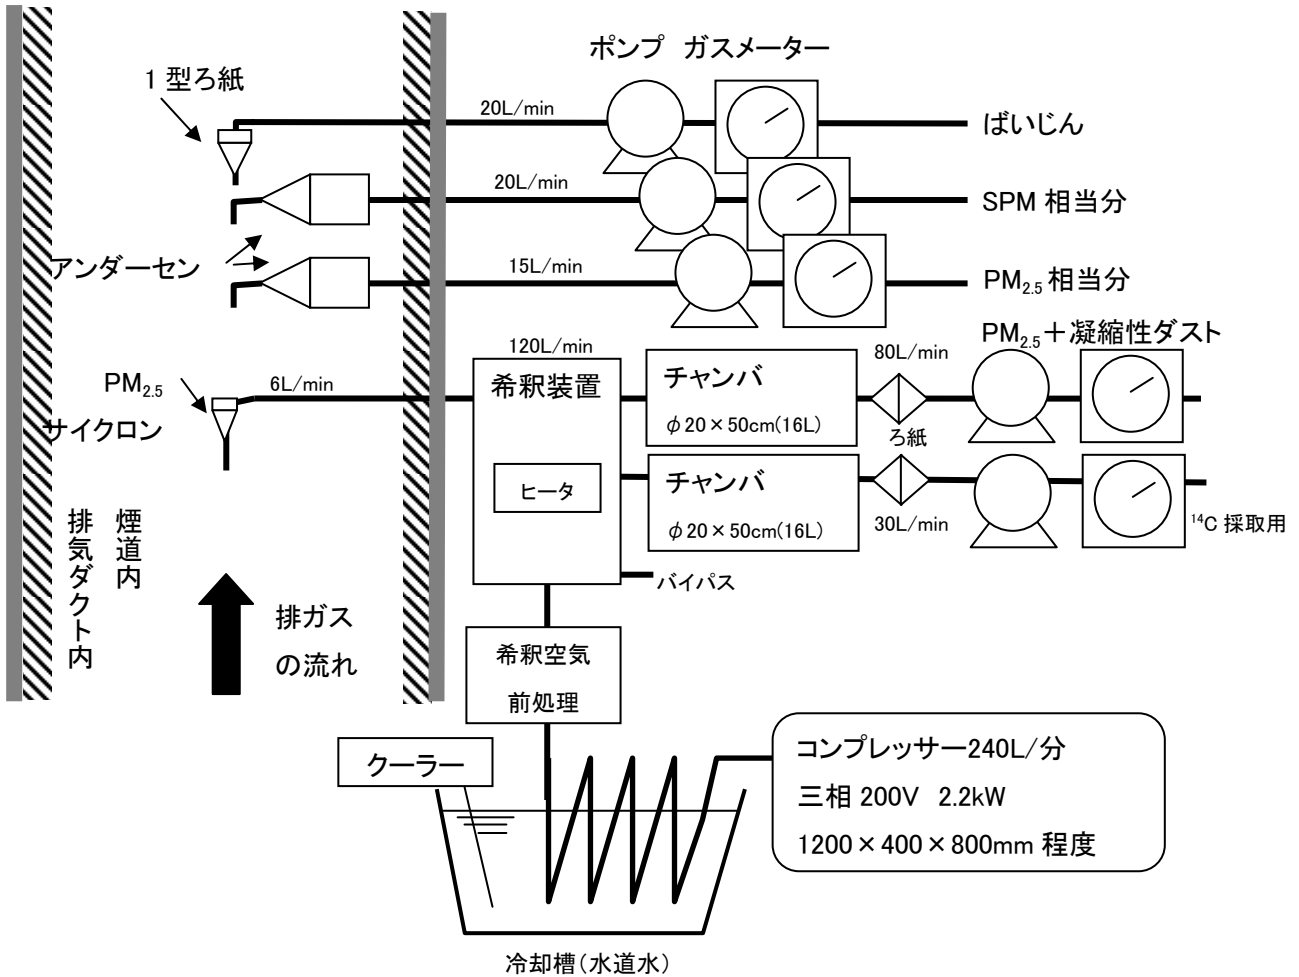 ポンプ ガスメーター
1 型ろ紙
20L/min
ばいじん
20L/min
SPM 相当分
アンダーセン
15L/min
PM2.5 相当分
PM2.5＋凝縮性ダスト
120L/min
80L/min
PM2.5
サイクロン
6L/min
希釈装置
チャンバ
φ20×50cm(16L)
ろ紙
ヒータ
チャンバ
φ20×50cm(16L)
30L/min
14C 採取用
バイパス
煙道内
排気ダクト内
排ガス
の流れ
希釈空気
前処理
クーラー
コンプレッサー240L/分
三相 200V 2.2kW
1200×400×800mm 程度
冷却槽（水道水）